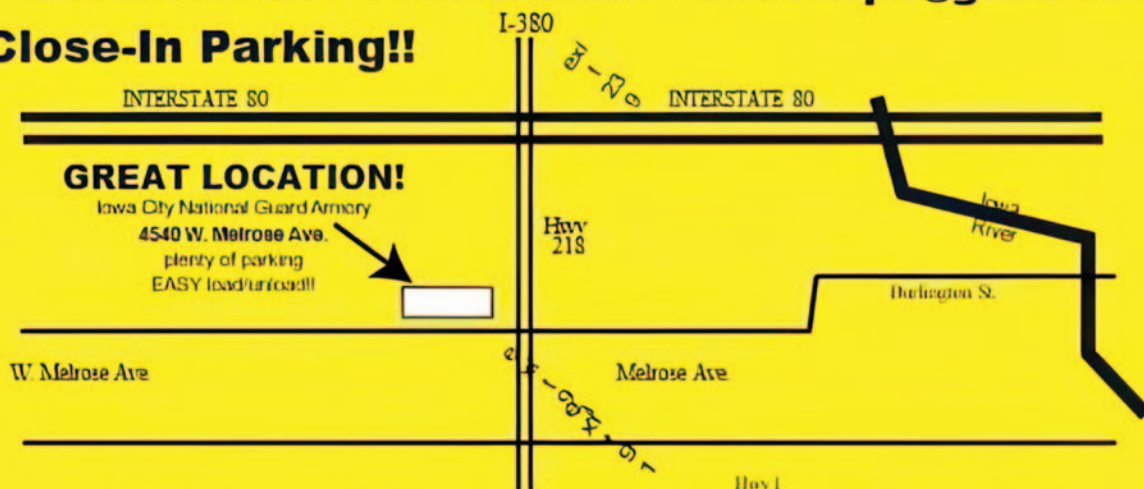 Close-In Parking!!
I-380
INTERSTATE 80
INTERSTATE 80
GREAT LOCATION!
Iowa City National Guard Armory
4540 W. Melrose Ave.
plenty of parking
EASY load/unload!!
Hwy
218
Iowa
River
Burlington St.
W. Melrose Ave
Melrose Ave
Hwy 1